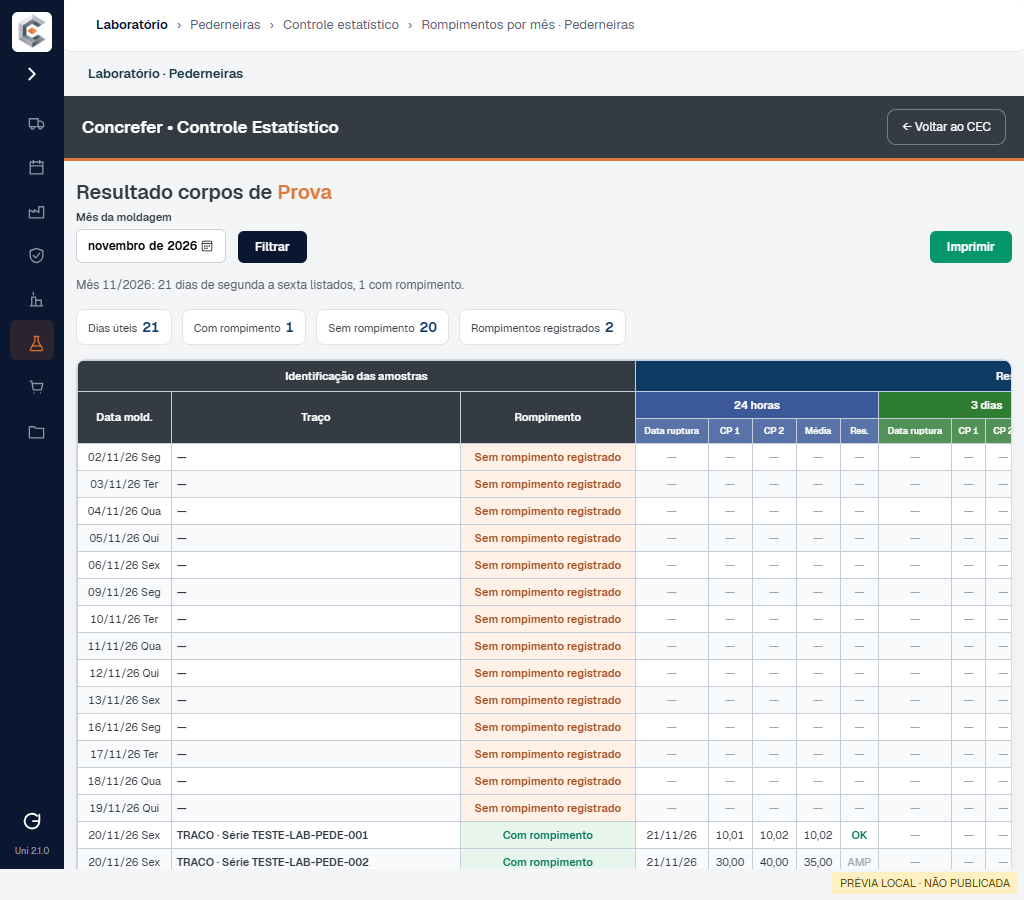 Laboratório › Pederneiras › Controle estatístico › Rompimentos por mês · Pederneiras
Laboratório · Pederneiras
Concrefer • Controle Estatístico
← Voltar ao CEC
Resultado corpos de Prova
Mês da moldagem
novembro de 2026
Filtrar
Imprimir
Mês 11/2026: 21 dias de segunda a sexta listados, 1 com rompimento.
Dias úteis 21
Com rompimento 1
Sem rompimento 20
Rompimentos registrados 2
Identificação das amostras
Data mold. Traço Rompimento 24 horas 3 dias
Data ruptura CP 1 CP 2 Média Res. Data ruptura CP 1
02/11/26 Seg — Sem rompimento registrado — — — — — — — —
03/11/26 Ter — Sem rompimento registrado — — — — — — — —
04/11/26 Qua — Sem rompimento registrado — — — — — — — —
05/11/26 Qui — Sem rompimento registrado — — — — — — — —
06/11/26 Sex — Sem rompimento registrado — — — — — — — —
09/11/26 Seg — Sem rompimento registrado — — — — — — — —
10/11/26 Ter — Sem rompimento registrado — — — — — — — —
11/11/26 Qua — Sem rompimento registrado — — — — — — — —
12/11/26 Qui — Sem rompimento registrado — — — — — — — —
13/11/26 Sex — Sem rompimento registrado — — — — — — — —
16/11/26 Seg — Sem rompimento registrado — — — — — — — —
17/11/26 Ter — Sem rompimento registrado — — — — — — — —
18/11/26 Qua — Sem rompimento registrado — — — — — — — —
19/11/26 Qui — Sem rompimento registrado — — — — — — — —
20/11/26 Sex TRACO · Série TESTE-LAB-PEDE-001 Com rompimento 21/11/26 10,01 10,02 10,02 OK — — —
20/11/26 Sex TRACO · Série TESTE-LAB-PEDE-002 Com rompimento 21/11/26 30,00 40,00 35,00 AMP — — —
Uni 2.1.0
PRÉVIA LOCAL · NÃO PUBLICADA